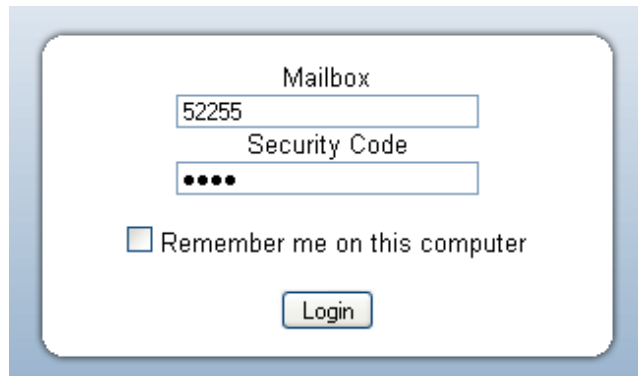 Mailbox
52255
Security Code
••••
Remember me on this computer
Login